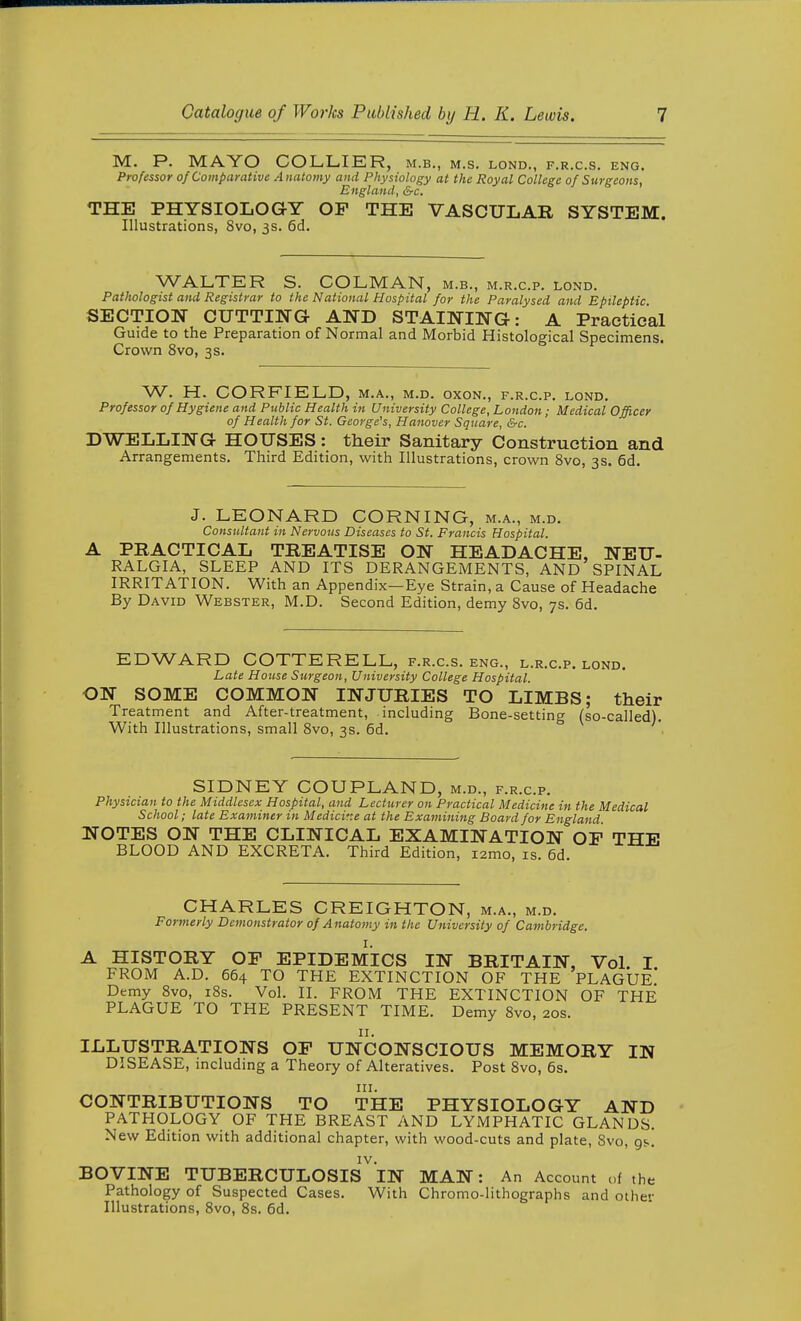 Catalogue of Works Published by H. K. Lewis. 7
M. P. MAYO COLLIER, M.B., M.S. LOND., F.R.C.S. ENG.
Professor of Comparative Anatomy and Physiology at the Royal College of Surgeons,
England, &c.
THE PHYSIOLOGY OF THE VASCULAR SYSTEM.
Illustrations, 8vo, 3s. 6d.
WALTER S. COLMAN, M.B., M.R.C.P. LOND.
Pathologist and Registrar to the National Hospital for the Paralysed and Epileptic.
SECTION CUTTING AND STAINING: A Practical
Guide to the Preparation of Normal and Morbid Histological Specimens.
Crown 8vo, 3s.
W. H. CORFIELD, M.A., M.D. OXON., F.R.C.P. LOND.
Professor of Hygiene and Public Health in University College, London; Medical Officer
of Health for St. George's, Hanover Square, &c.
DWELLING HOUSES: their Sanitary Construction and
Arrangements. Third Edition, with Illustrations, crown 8vo, 3s. 6d.
J. LEONARD CORNING, M.A., M.D.
Consultant in Nervous Diseases to St. Francis Hospital.
A PRACTICAL TREATISE ON HEADACHE, NEU-
RALGIA, SLEEP AND ITS DERANGEMENTS, AND SPINAL
IRRITATION. With an Appendix—Eye Strain, a Cause of Headache
By DAVID WEBSTER, M.D. Second Edition, demy 8vo, 7s. 6d.
EDWARD COTTERELL, F.R.C.S. ENG., L.R.C.P. LOND.
Late House Surgeon, University College Hospital.
ON SOME COMMON INJURIES TO LIMBS; their
Treatment and After-treatment, including Bone-setting (so-called).
With Illustrations, small 8vo, 3s. 6d.
SIDNEY COUPLAND, M.D., F.R.C.P.
Physician to the Middlesex Hospital, and Lecturer on Practical Medicine in the Medical
School; late Examiner in Medicine at the Examining Board for England.
NOTES ON THE CLINICAL EXAMINATION OF THE
BLOOD AND EXCRETA. Third Edition, 12mo, 1s. 6d.
CHARLES CREIGHTON, M.A., M.D.
Formerly Demonstrator of Anatomy in the University of Cambridge.
I.
A HISTORY OF EPIDEMICS IN BRITAIN, Vol. I.
FROM A.D. 664 TO THE EXTINCTION OF THE PLAGUE.
Demy 8vo, 18s. Vol. II. FROM THE EXTINCTION OF THE
PLAGUE TO THE PRESENT TIME. Demy 8vo, 20s.
II.
ILLUSTRATIONS OF UNCONSCIOUS MEMORY IN
DISEASE, including a Theory of Alteratives. Post 8vo, 6s.
III.
CONTRIBUTIONS TO THE PHYSIOLOGY AND
PATHOLOGY OF THE BREAST AND LYMPHATIC GLANDS.
New Edition with additional chapter, with wood-cuts and plate, 8vo, 9s.
IV.
BOVINE TUBERCULOSIS IN MAN: An Account of the
Pathology of Suspected Cases. With Chromo-lithographs and other
Illustrations, 8vo, 8s. 6d.